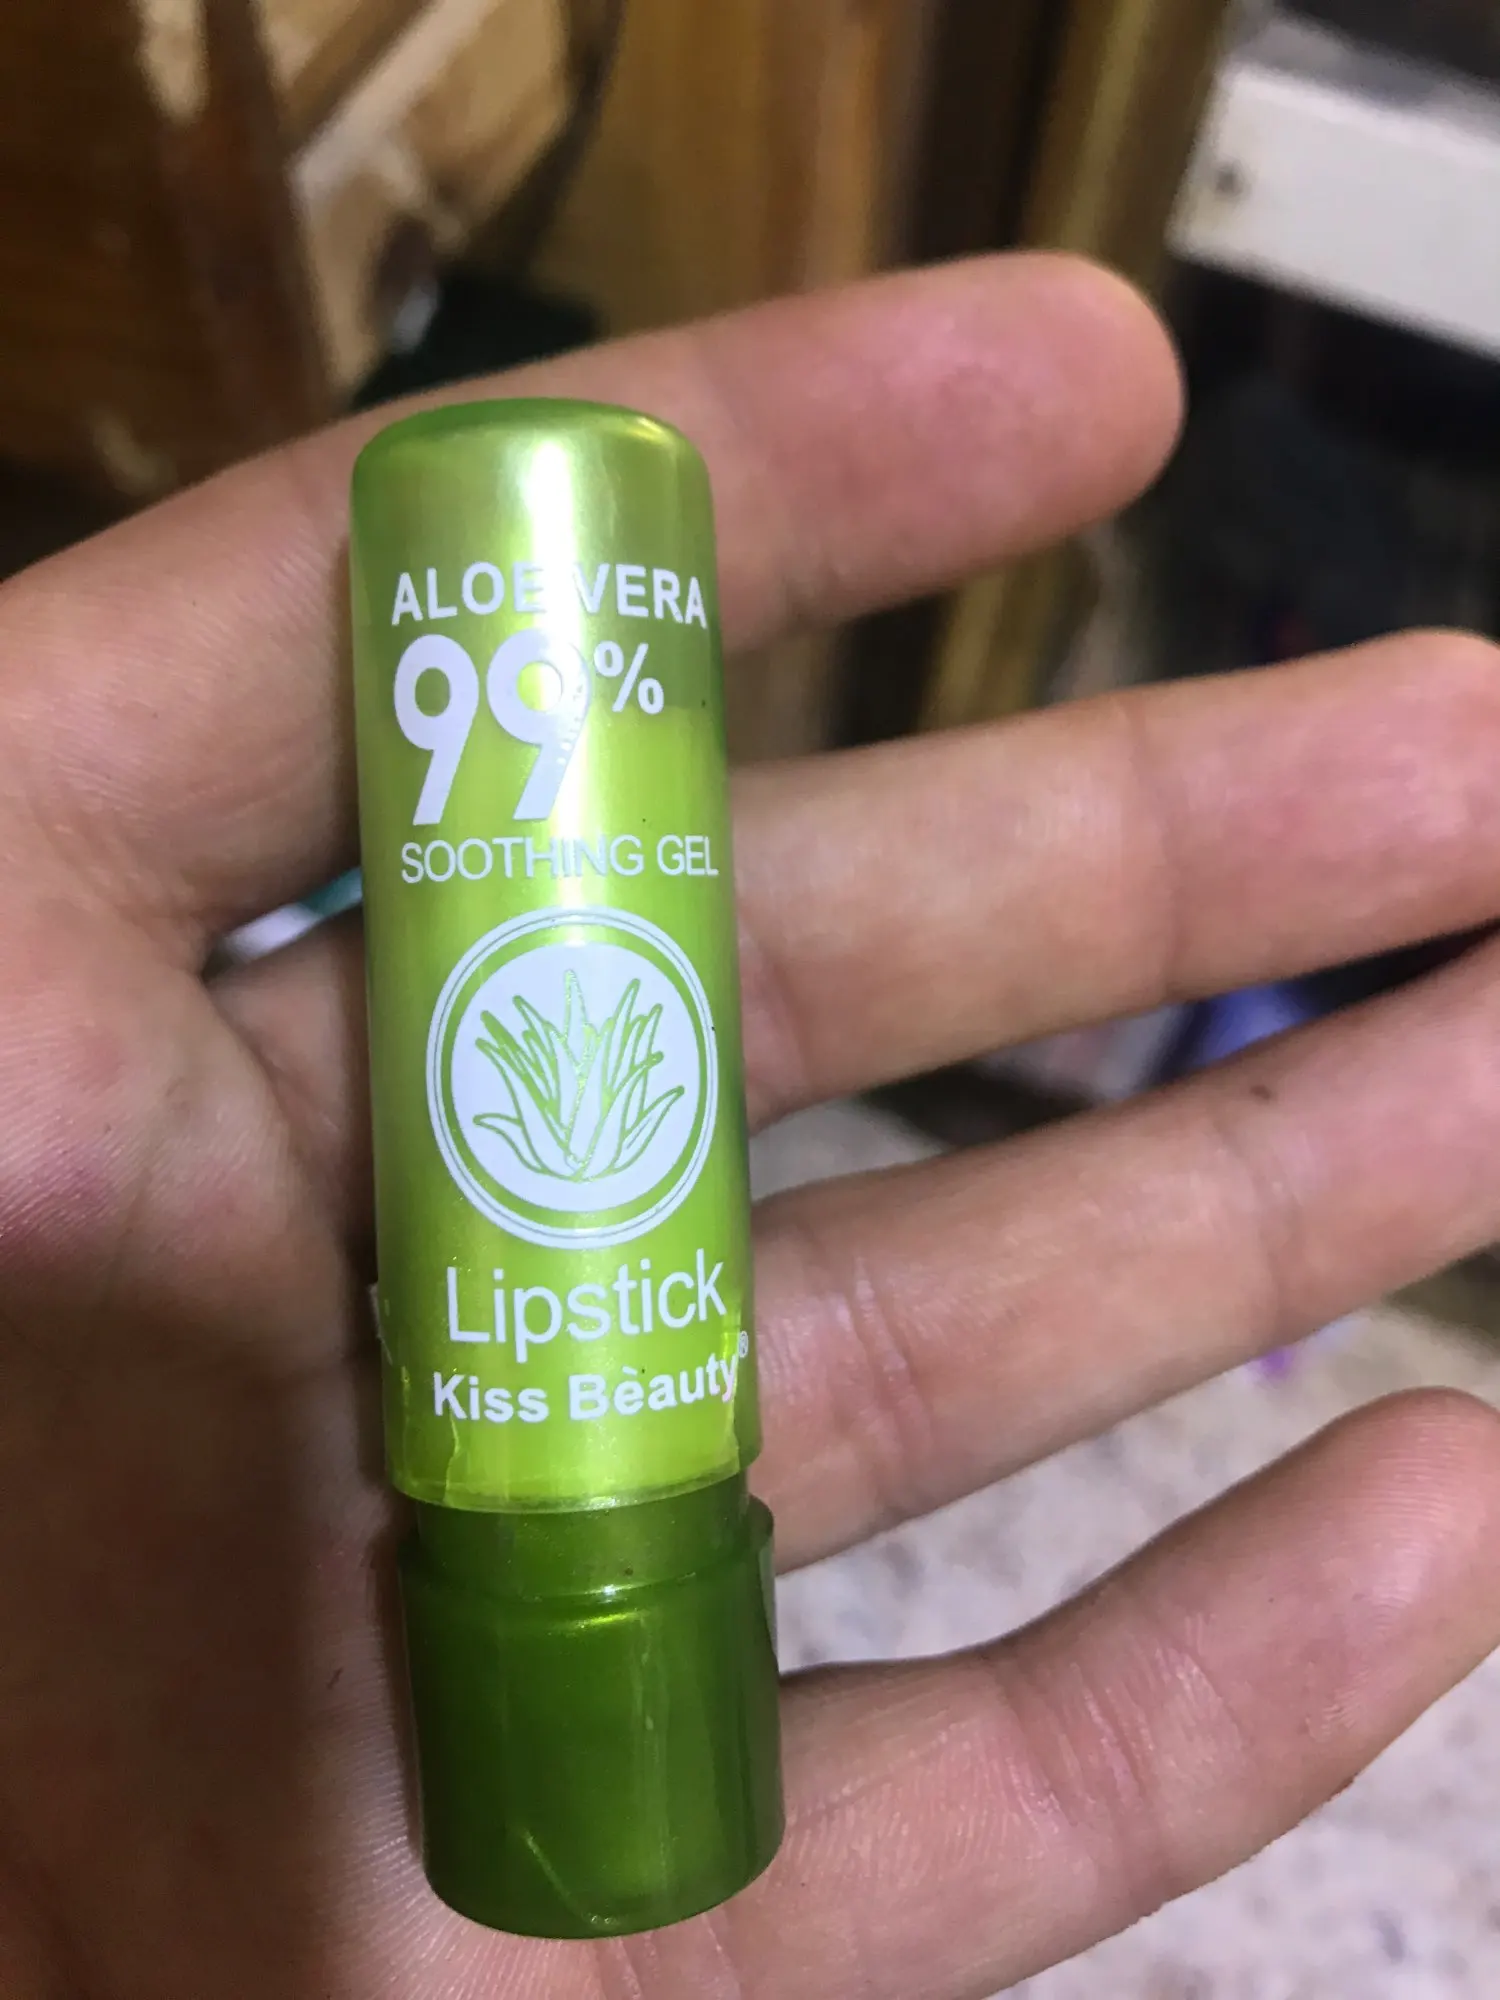 ALOE VERA
99%
SOOTHING GEL
Lipstick
Kiss Bèauty®